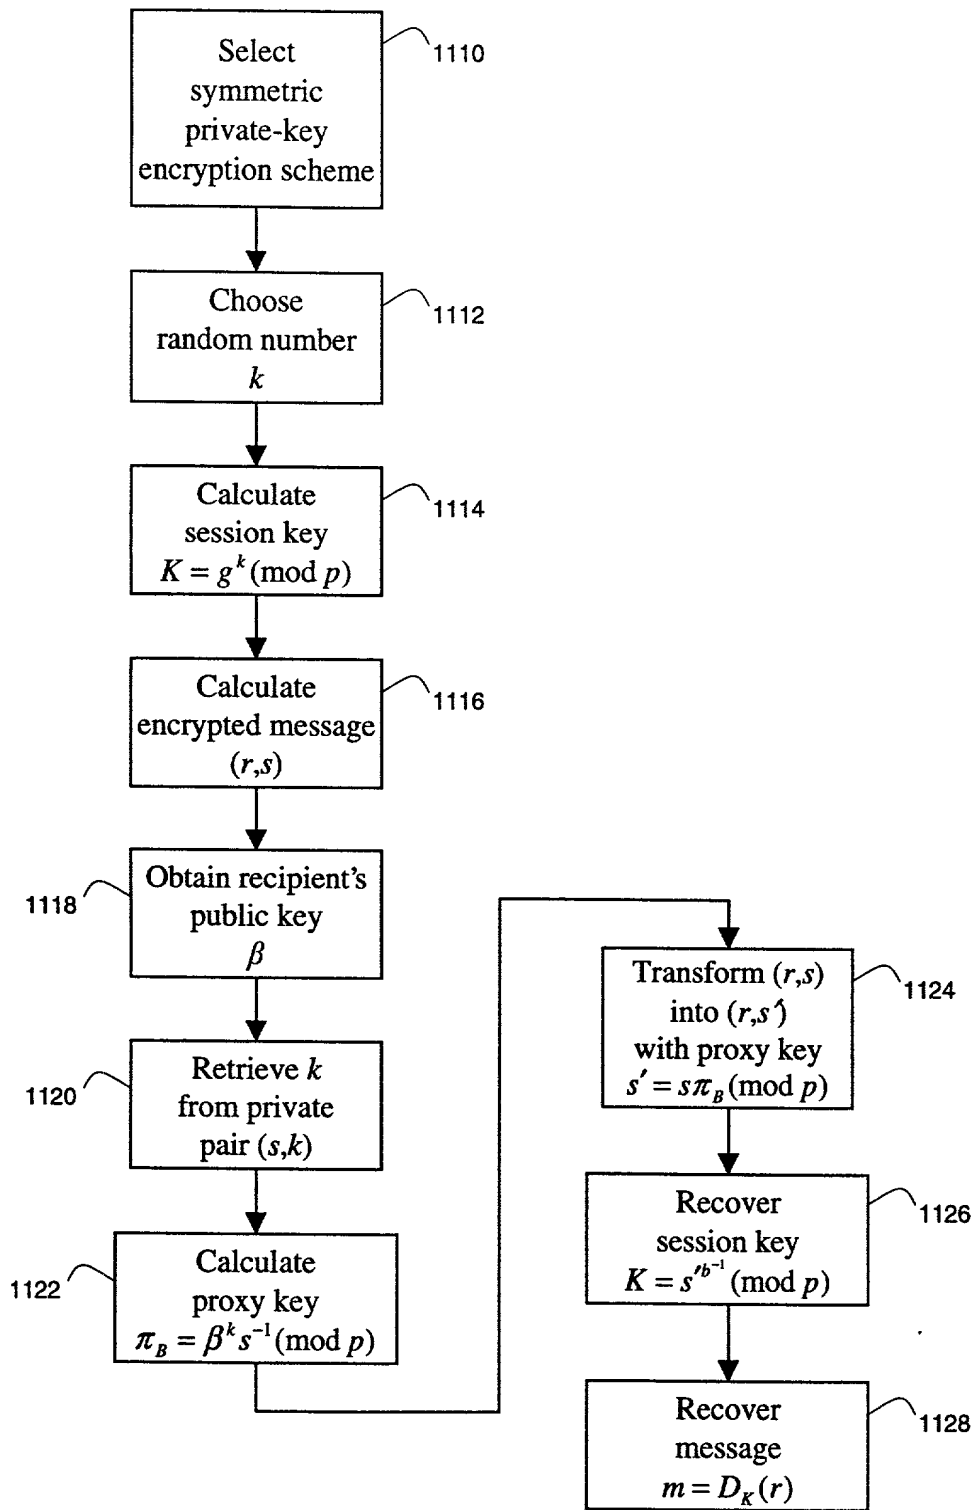 Select
symmetric
private-key
encryption scheme
1110
Choose
random number
k
1112
Calculate
session key
K = g^k (mod p)
1114
Calculate
encrypted message
(r,s)
1116
Obtain recipient's
public key
β
1118
Retrieve k
from private
pair (s,k)
1120
Calculate
proxy key
π_B = β^k s^{-1} (mod p)
1122
Transform (r,s)
into (r,s')
with proxy key
s' = sπ_B (mod p)
1124
Recover
session key
K = s'^{b^{-1}} (mod p)
1126
Recover
message
m = D_K(r)
1128